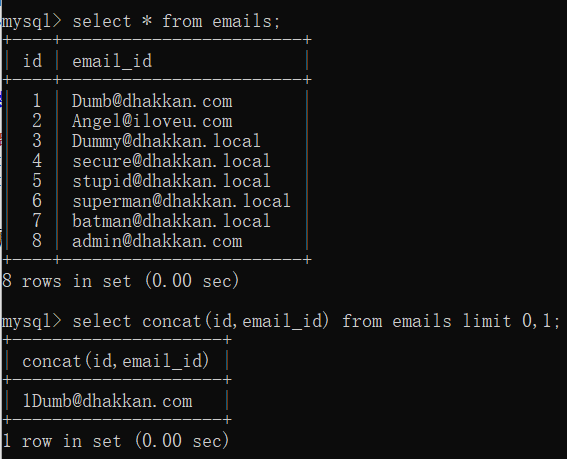 mysql> select * from emails;
+----+------------------------+
| id | email_id               |
+----+------------------------+
|  1 | Dumb@dhakkan.com       |
|  2 | Angel@iloveu.com       |
|  3 | Dummy@dhakkan.local    |
|  4 | secure@dhakkan.local   |
|  5 | stupid@dhakkan.local   |
|  6 | superman@dhakkan.local |
|  7 | batman@dhakkan.local   |
|  8 | admin@dhakkan.com      |
+----+------------------------+
8 rows in set (0.00 sec)
mysql> select concat(id,email_id) from emails limit 0,1;
+---------------------+
| concat(id,email_id) |
+---------------------+
| 1Dumb@dhakkan.com   |
+---------------------+
1 row in set (0.00 sec)